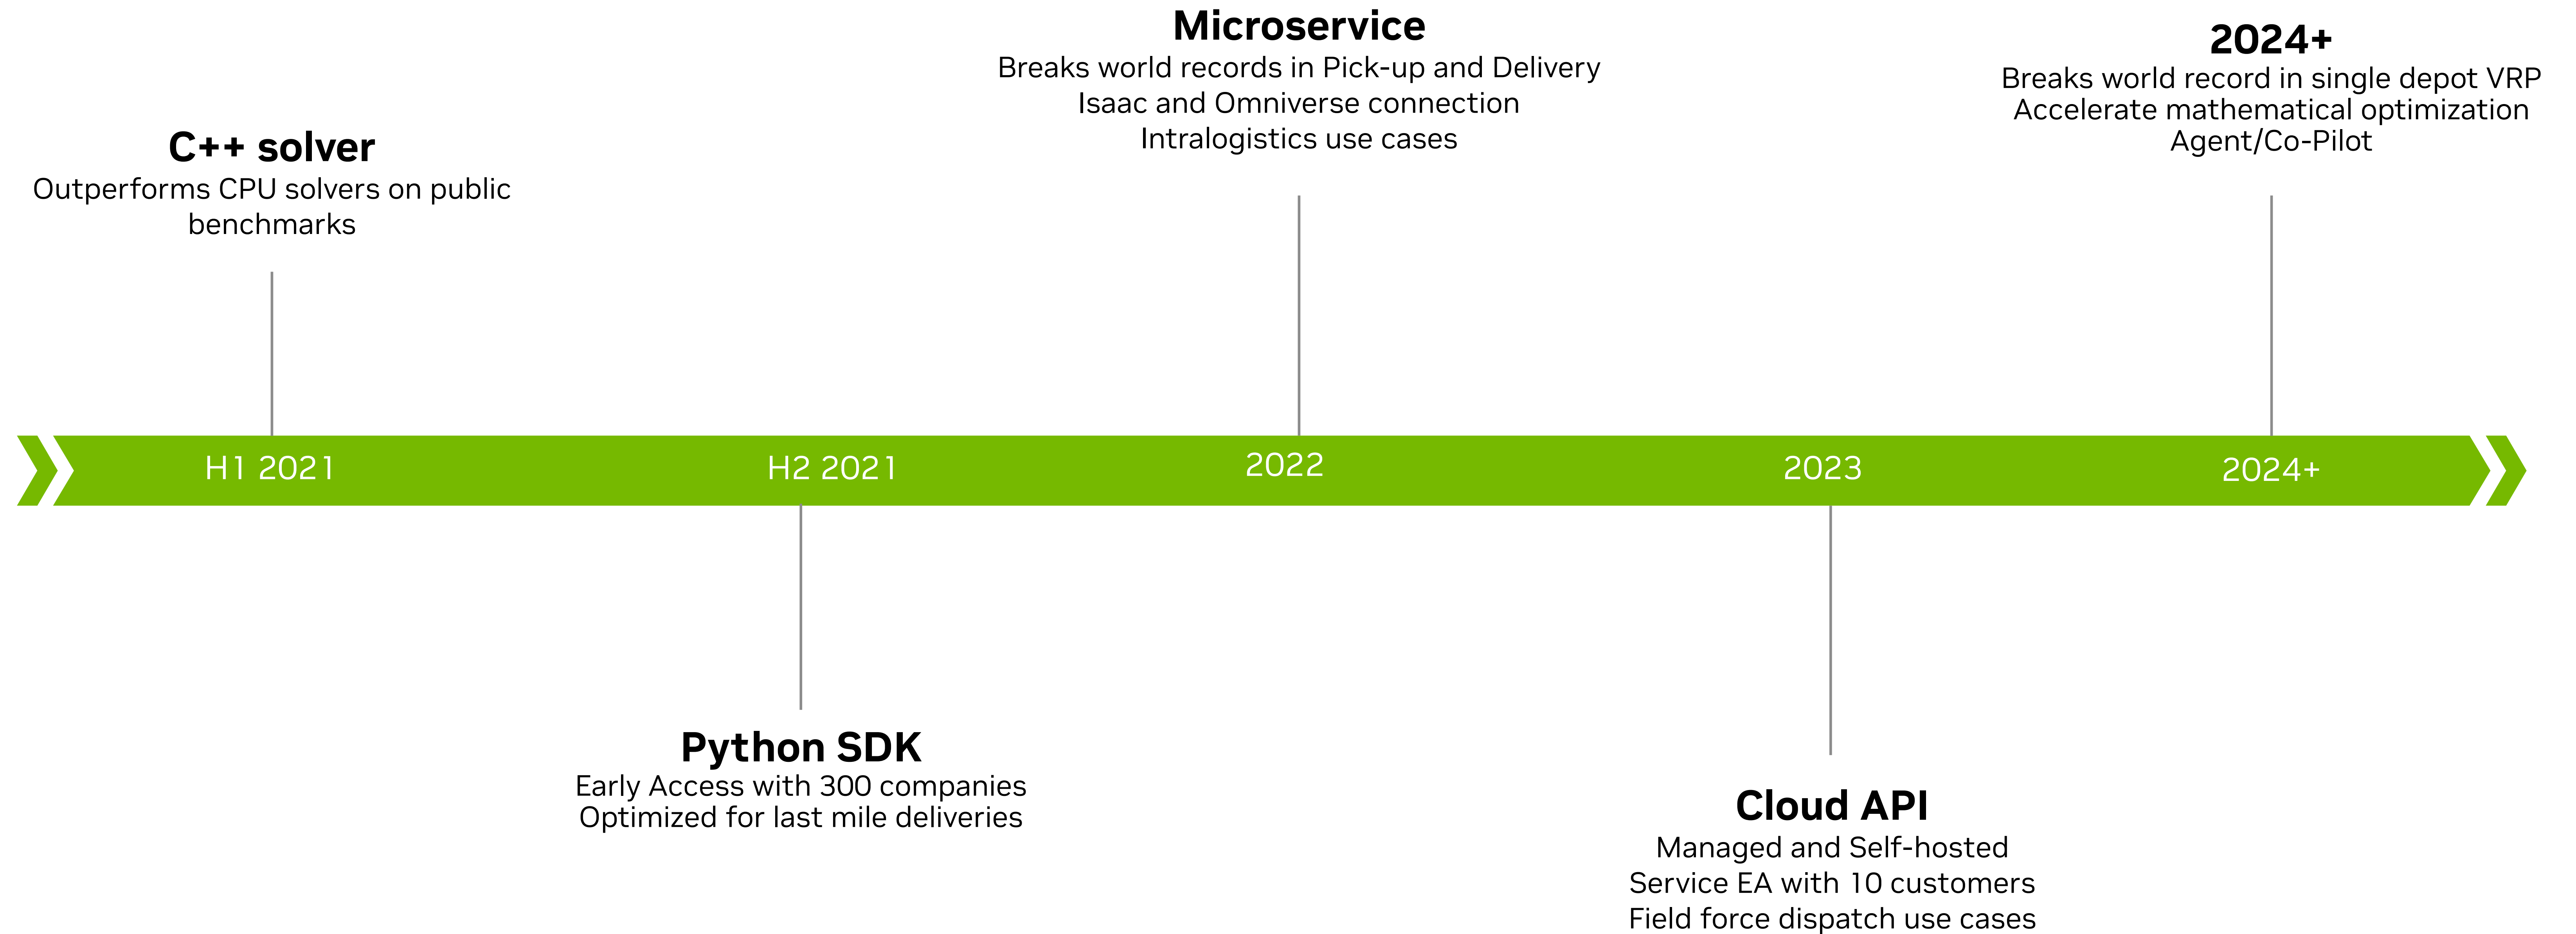 Microservice
Breaks world records in Pick-up and Delivery
Isaac and Omniverse connection
Intralogistics use cases
2024+
Breaks world record in single depot VRP
Accelerate mathematical optimization
Agent/Co-Pilot
C++ solver
Outperforms CPU solvers on public
benchmarks
H1 2021
H2 2021
2022
2023
2024+
Python SDK
Early Access with 300 companies
Optimized for last mile deliveries
Cloud API
Managed and Self-hosted
Service EA with 10 customers
Field force dispatch use cases